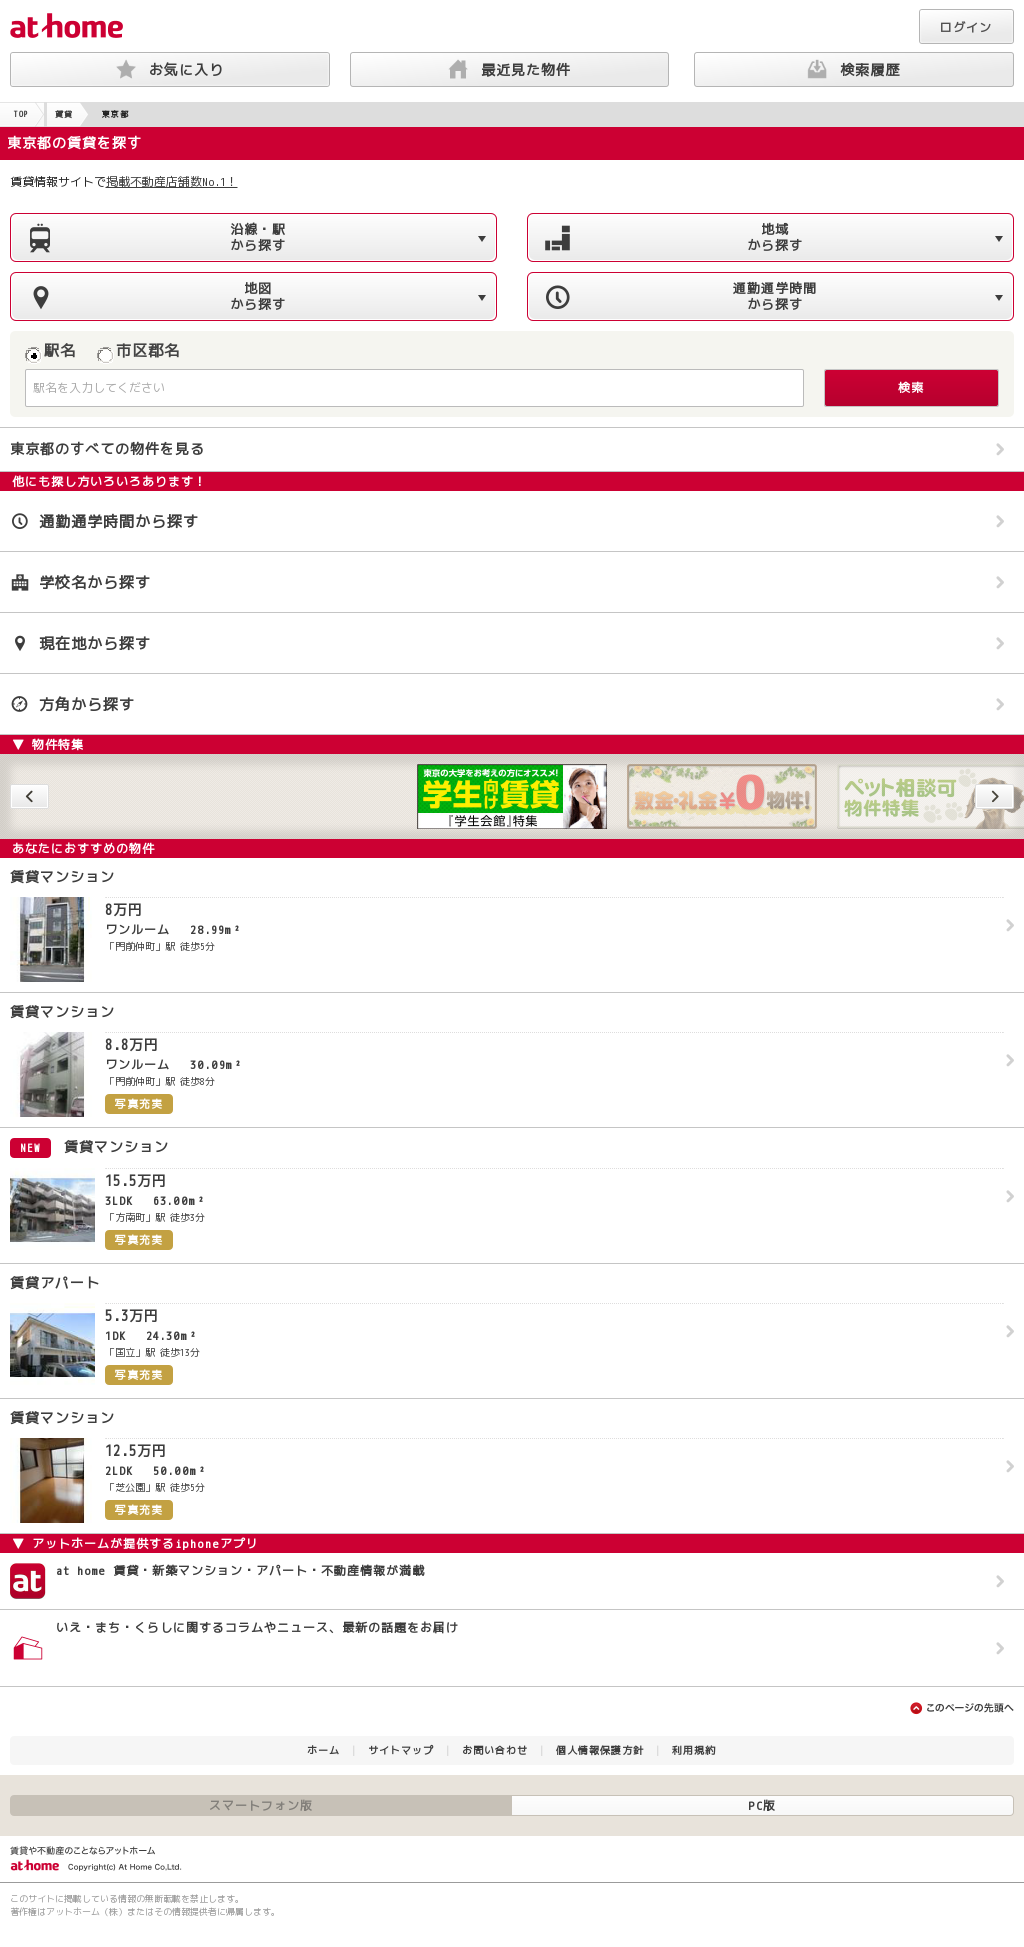 at home
ログイン
お気に入り
最近見た物件
検索履歴
TOP 賃貸 東京都
東京都の賃貸を探す
賃貸情報サイトで掲載不動産店舗数No.1！
沿線・駅
から探す
地域
から探す
地図
から探す
通勤通学時間
から探す
駅名 市区郡名
駅名を入力してください
検索
東京都のすべての物件を見る
他にも探し方いろいろあります！
通勤通学時間から探す
学校名から探す
現在地から探す
方角から探す
▼ 物件特集
東京の大学をお考えの方にオススメ!
学生向け賃貸
『学生会館』特集
敷金・礼金¥0物件!
ペット相談可
物件特集
あなたにおすすめの物件
賃貸マンション
8万円
ワンルーム 28.99m²
「門前仲町」駅 徒歩5分
賃貸マンション
8.8万円
ワンルーム 30.09m²
「門前仲町」駅 徒歩8分
写真充実
NEW 賃貸マンション
15.5万円
3LDK 63.00m²
「方南町」駅 徒歩3分
写真充実
賃貸アパート
5.3万円
1DK 24.30m²
「国立」駅 徒歩13分
写真充実
賃貸マンション
12.5万円
2LDK 50.00m²
「芝公園」駅 徒歩5分
写真充実
▼ アットホームが提供するiphoneアプリ
at
at home 賃貸・新築マンション・アパート・不動産情報が満載
いえ・まち・くらしに関するコラムやニュース、最新の話題をお届け
このページの先頭へ
ホーム | サイトマップ | お問い合わせ | 個人情報保護方針 | 利用規約
スマートフォン版
PC版
賃貸や不動産のことならアットホーム
at home Copyright(c) At Home Co.,Ltd.
このサイトに掲載している情報の無断転載を禁止します。
著作権はアットホーム（株）またはその情報提供者に帰属します。